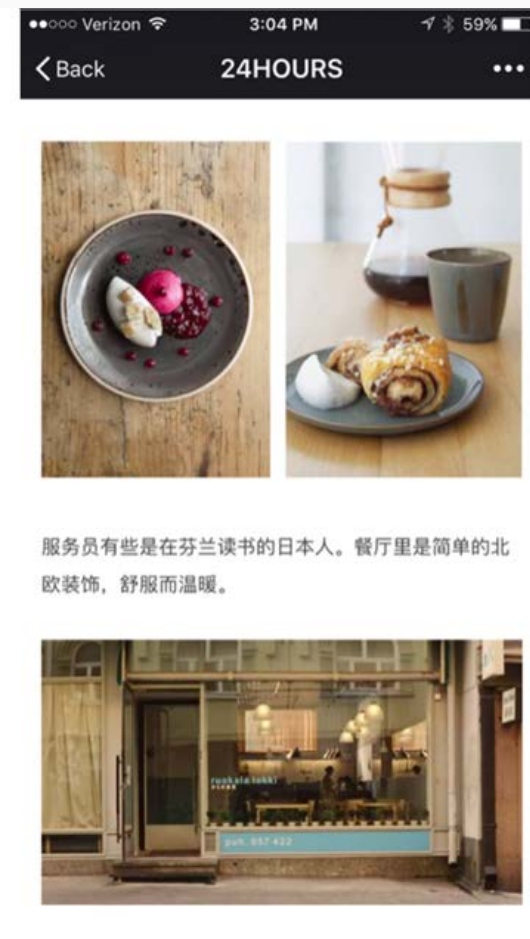 Verizon 3:04 PM 59%
Back 24HOURS
服务员有些是在芬兰读书的日本人。餐厅里是简单的北
欧装饰，舒服而温暖。
ruokala lokki
puh. 657 422